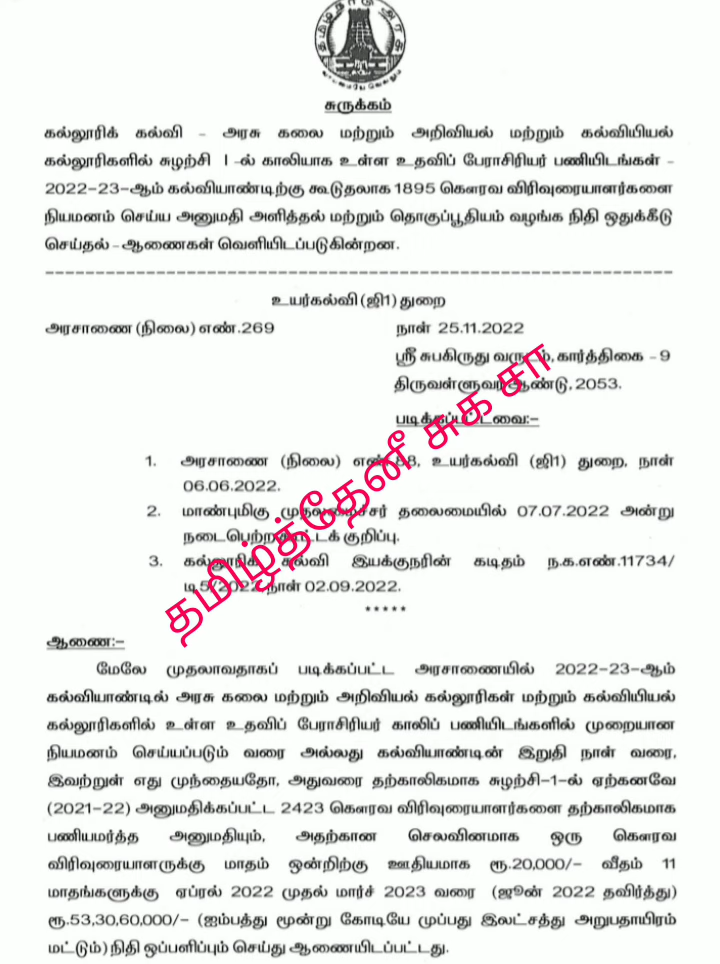 சுருக்கம்
கல்லூரிக் கல்வி - அரசு கலை மற்றும் அறிவியல் மற்றும் கல்வியியல்
கல்லூரிகளில் சுழற்சி I -ல் காலியாக உள்ள உதவிப் பேராசிரியர் பணியிடங்கள் -
2022-23-ஆம் கல்வியாண்டிற்கு கூடுதலாக 1895 கௌரவ விரிவுரையாளர்களை
நியமனம் செய்ய அனுமதி அளித்தல் மற்றும் தொகுப்பூதியம் வழங்க நிதி ஒதுக்கீடு
செய்தல் - ஆணைகள் வெளியிடப்படுகின்றன.
உயர்கல்வி (ஜி1) துறை
அரசாணை (நிலை) எண்.269 நாள் 25.11.2022
ஸ்ரீ சுபகிருது வருடம், கார்த்திகை - 9
திருவள்ளுவர் ஆண்டு, 2053.
படிக்கப்பட்டவை:-
1. அரசாணை (நிலை) எண்.88, உயர்கல்வி (ஜி1) துறை, நாள்
06.06.2022.
2. மாண்புமிகு முதலமைச்சர் தலைமையில் 07.07.2022 அன்று
நடைபெற்ற கூட்டக் குறிப்பு.
3. கல்லூரிக் கல்வி இயக்குநரின் கடிதம் ந.க.எண்.11734/
டி5/2022, நாள் 02.09.2022.
*****
தமிழ்த்தேனீ சுக சா
ஆணை:-
மேலே முதலாவதாகப் படிக்கப்பட்ட அரசாணையில் 2022-23-ஆம்
கல்வியாண்டில் அரசு கலை மற்றும் அறிவியல் கல்லூரிகள் மற்றும் கல்வியியல்
கல்லூரிகளில் உள்ள உதவிப் பேராசிரியர் காலிப் பணியிடங்களில் முறையான
நியமனம் செய்யப்படும் வரை அல்லது கல்வியாண்டின் இறுதி நாள் வரை,
இவற்றுள் எது முந்தையதோ, அதுவரை தற்காலிகமாக சுழற்சி-1-ல் ஏற்கனவே
(2021-22) அனுமதிக்கப்பட்ட 2423 கௌரவ விரிவுரையாளர்களை தற்காலிகமாக
பணியமர்த்த அனுமதியும், அதற்கான செலவினமாக ஒரு கௌரவ
விரிவுரையாளருக்கு மாதம் ஒன்றிற்கு ஊதியமாக ரூ.20,000/- வீதம் 11
மாதங்களுக்கு ஏப்ரல் 2022 முதல் மார்ச் 2023 வரை (ஜூன் 2022 தவிர்த்து)
ரூ.53,30,60,000/- (ஐம்பத்து மூன்று கோடியே முப்பது இலட்சத்து அறுபதாயிரம்
மட்டும்) நிதி ஒப்பளிப்பும் செய்து ஆணையிடப்பட்டது.